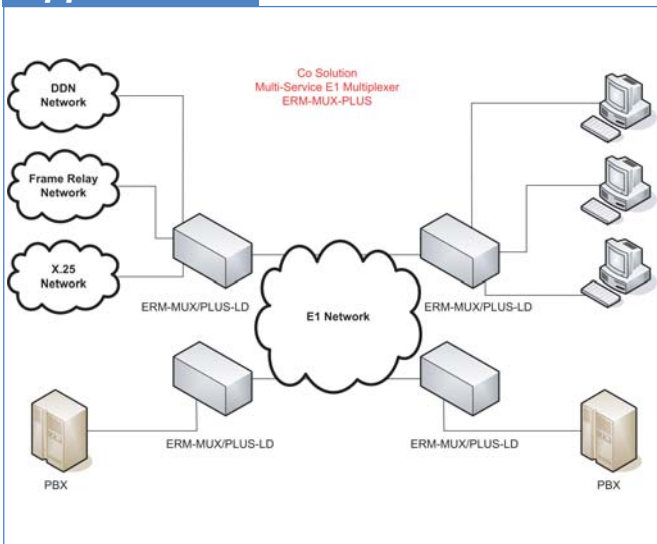 Co Solution
Multi-Service E1 Multiplexer
ERM-MUX-PLUS
DDN
Network
Frame Relay
Network
X.25
Network
ERM-MUX/PLUS-LD
E1 Network
ERM-MUX/PLUS-LD
ERM-MUX/PLUS-LD
ERM-MUX/PLUS-LD
PBX
PBX